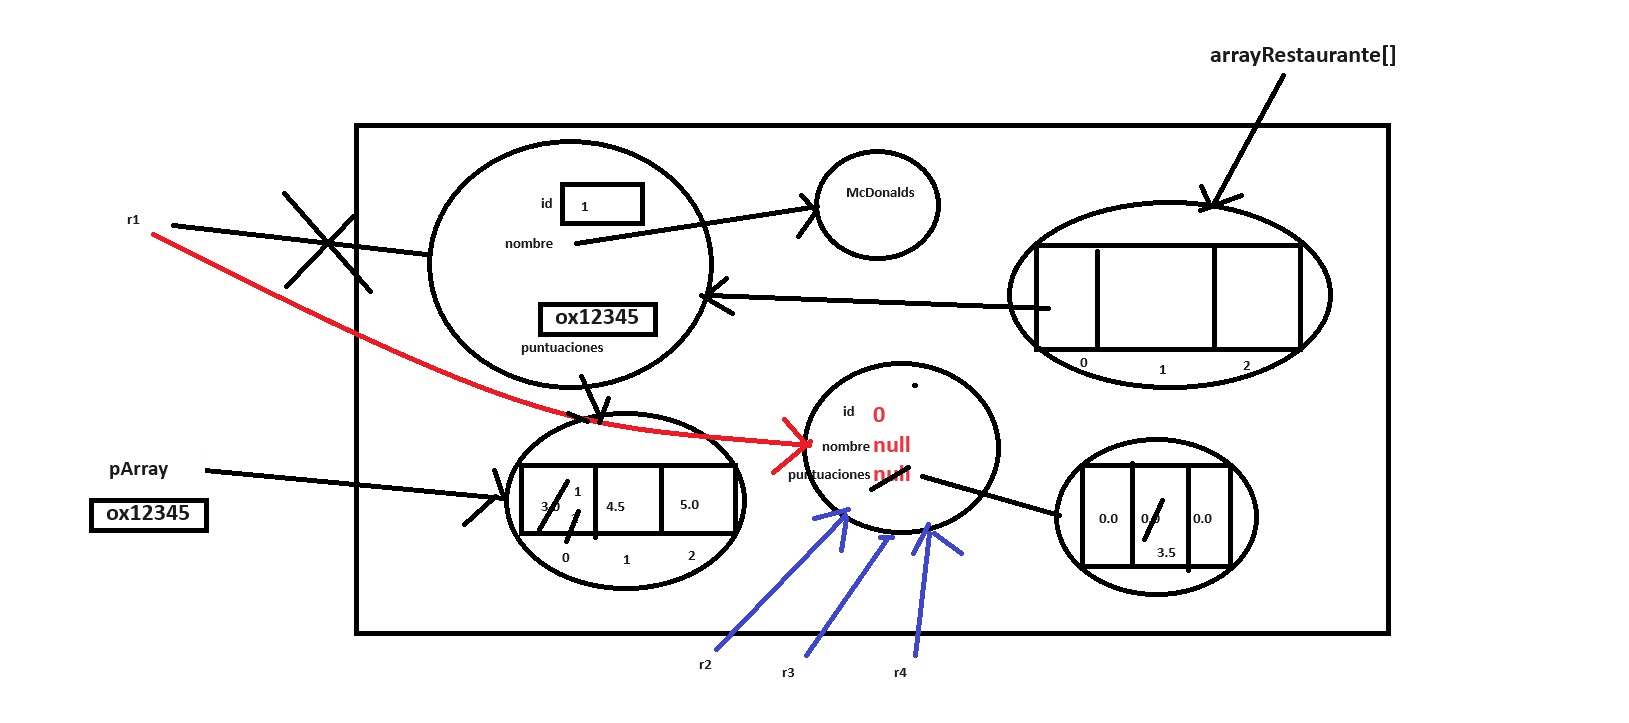 arrayRestaurante[]
r1
id
1
nombre
McDonalds
ox12345
puntuaciones
0
1
2
id
0
nombre null
puntuaciones null
pArray
ox12345
3.0
1
4.5
5.0
0
1
2
0.0
0.0
0.0
3.5
r2
r3
r4